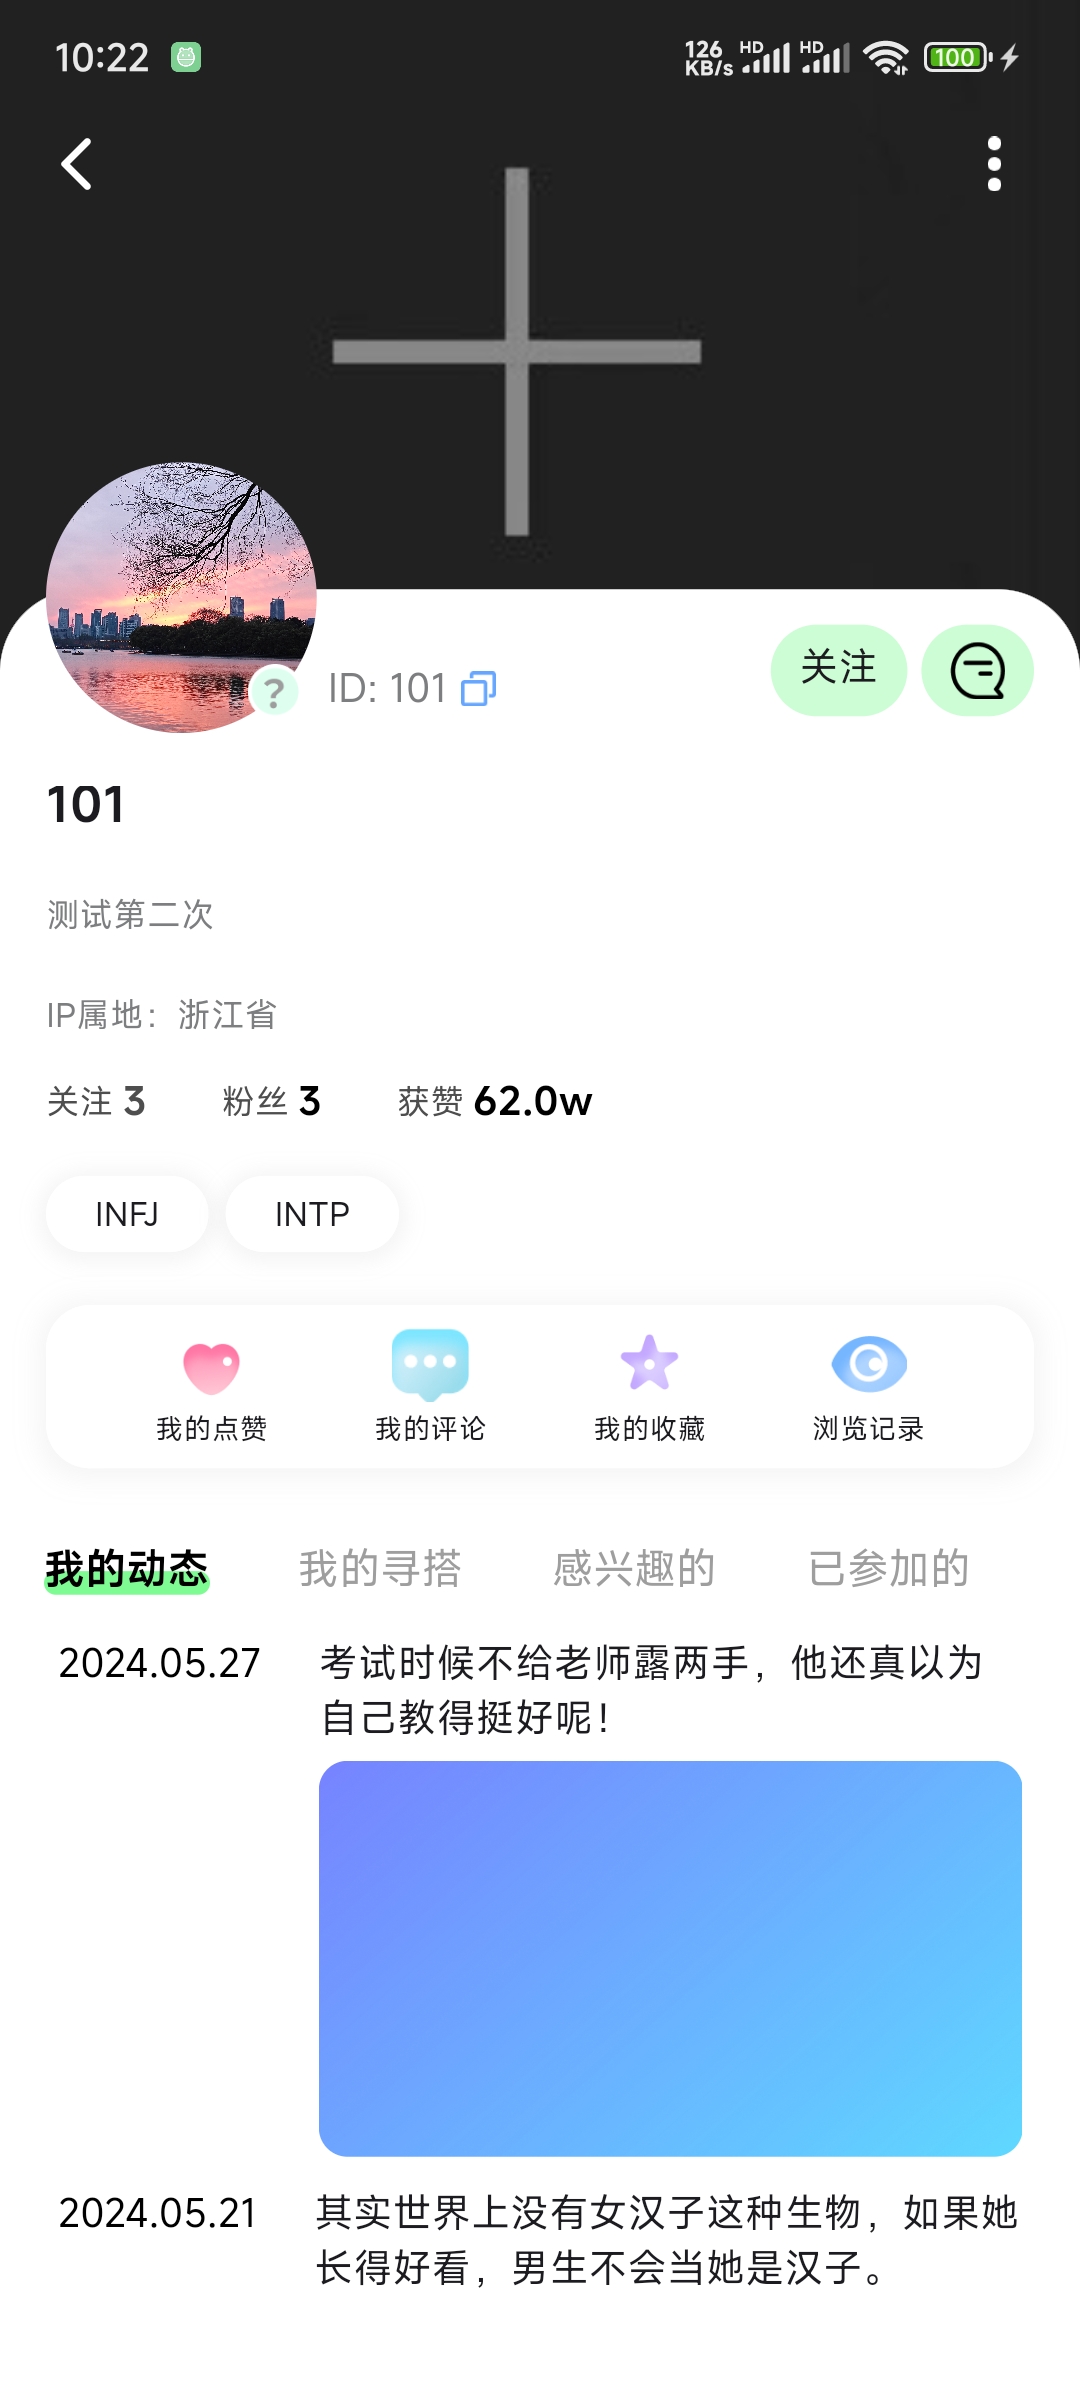 10:22
126 KB/s HD HD 100
?
ID: 101
关注
101
测试第二次
IP属地：浙江省
关注 3 粉丝 3 获赞 62.0w
INFJ INTP
我的点赞 我的评论 我的收藏 浏览记录
我的动态 我的寻搭 感兴趣的 已参加的
2024.05.27 考试时候不给老师露两手，他还真以为
自己教得挺好呢！
2024.05.21 其实世界上没有女汉子这种生物，如果她
长得好看，男生不会当她是汉子。